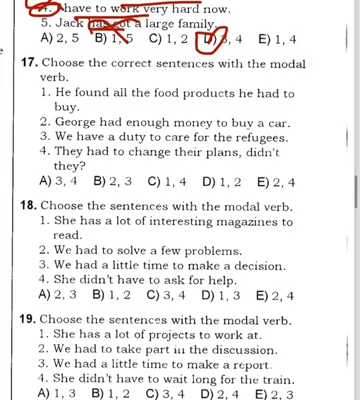 have to work very hard now.
5. Jack has got a large family.
A) 2, 5 B) 1, 5 C) 1, 2 D) 3, 4 E) 1, 4
17. Choose the correct sentences with the modal
verb.
1. He found all the food products he had to
buy.
2. George had enough money to buy a car.
3. We have a duty to care for the refugees.
4. They had to change their plans, didn't
they?
A) 3, 4 B) 2, 3 C) 1, 4 D) 1, 2 E) 2, 4
18. Choose the sentences with the modal verb.
1. She has a lot of interesting magazines to
read.
2. We had to solve a few problems.
3. We had a little time to make a decision.
4. She didn't have to ask for help.
A) 2, 3 B) 1, 2 C) 3, 4 D) 1, 3 E) 2, 4
19. Choose the sentences with the modal verb.
1. She has a lot of projects to work at.
2. We had to take part in the discussion.
3. We had a little time to make a report.
4. She didn't have to wait long for the train.
A) 1, 3 B) 1, 2 C) 3, 4 D) 2, 4 E) 2, 3